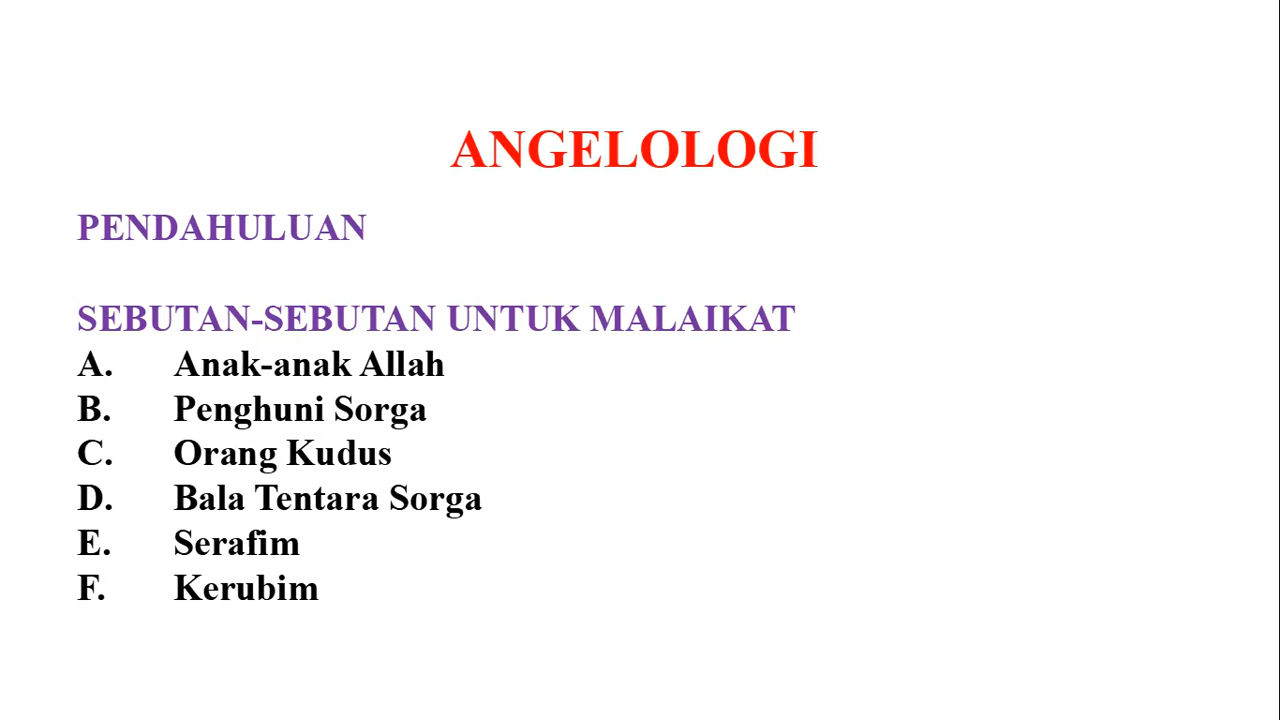 ANGELOLOGI
PENDAHULUAN
SEBUTAN-SEBUTAN UNTUK MALAIKAT
A. Anak-anak Allah
B. Penghuni Sorga
C. Orang Kudus
D. Bala Tentara Sorga
E. Serafim
F. Kerubim